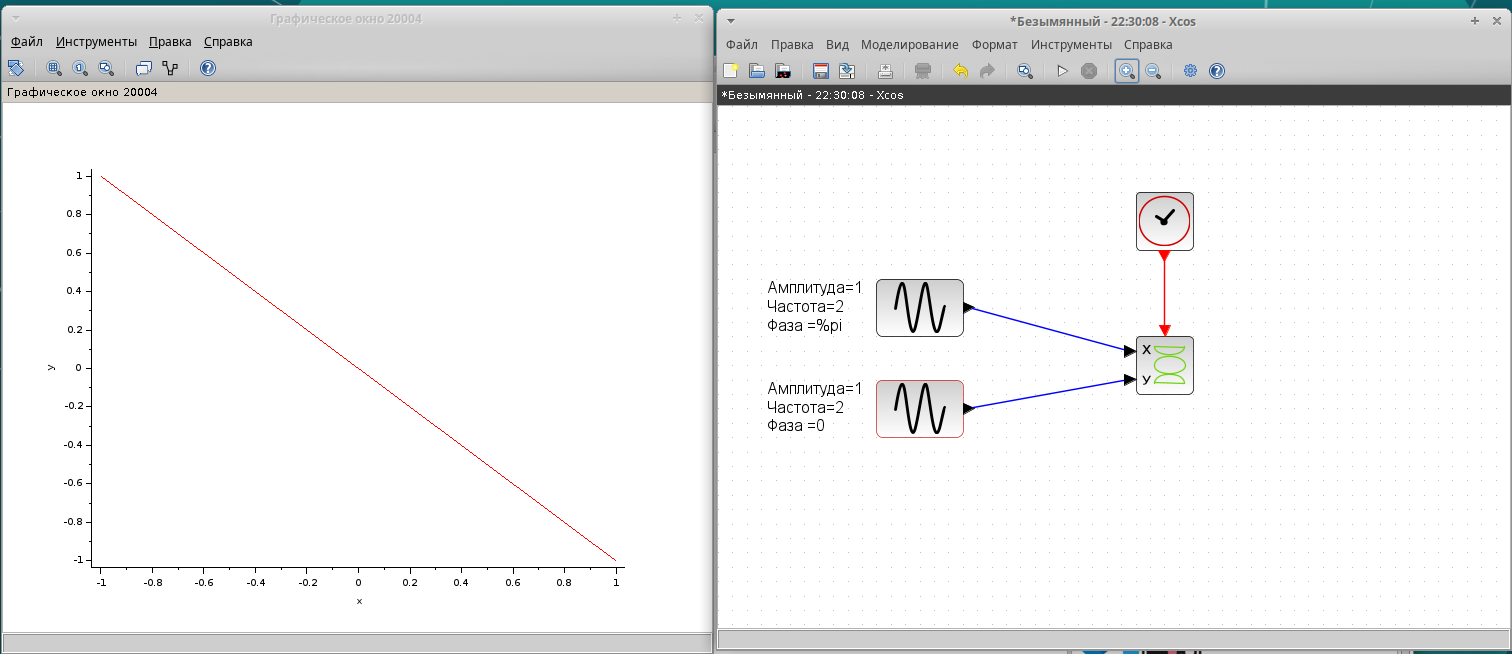 Графическое окно 20004
Файл Инструменты Правка Справка
Графическое окно 20004
1
0.8
0.6
0.4
0.2
0
-0.2
-0.4
-0.6
-0.8
-1
y
-1 -0.8 -0.6 -0.4 -0.2 0 0.2 0.4 0.6 0.8 1
x
*Безымянный - 22:30:08 - Xcos
Файл Правка Вид Моделирование Формат Инструменты Справка
*Безымянный - 22:30:08 - Xcos
Амплитуда=1
Частота=2
Фаза =%pi
Амплитуда=1
Частота=2
Фаза =0
X
У